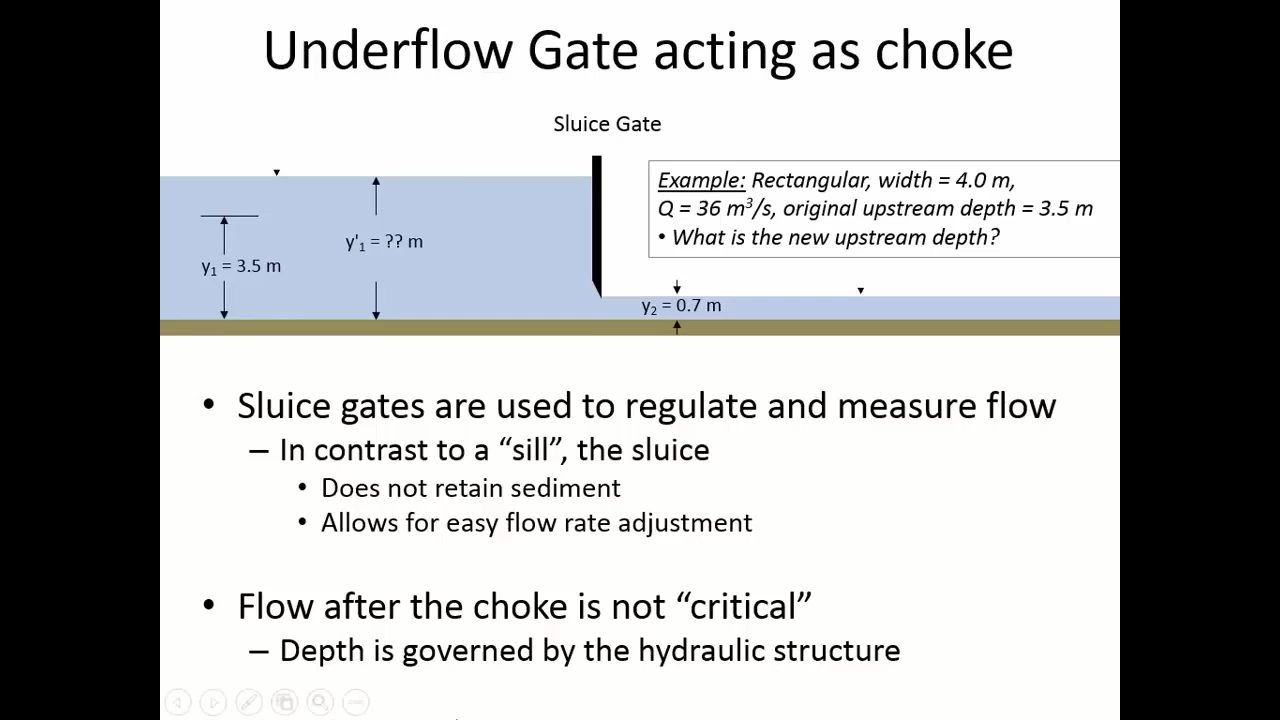 Underflow Gate acting as choke
Sluice Gate
Example: Rectangular, width = 4.0 m,
Q = 36 m³/s, original upstream depth = 3.5 m
• What is the new upstream depth?
y'₁ = ?? m
y₁ = 3.5 m
y₂ = 0.7 m
• Sluice gates are used to regulate and measure flow
– In contrast to a “sill”, the sluice
• Does not retain sediment
• Allows for easy flow rate adjustment
• Flow after the choke is not “critical”
– Depth is governed by the hydraulic structure